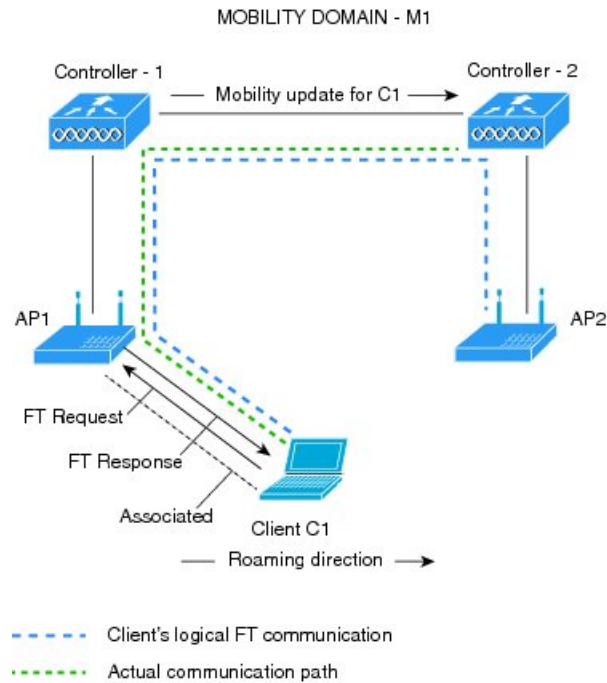 MOBILITY DOMAIN - M1
Controller - 1
Controller - 2
Mobility update for C1
AP1
AP2
FT Request
FT Response
Associated
Client C1
Roaming direction
Client's logical FT communication
Actual communication path